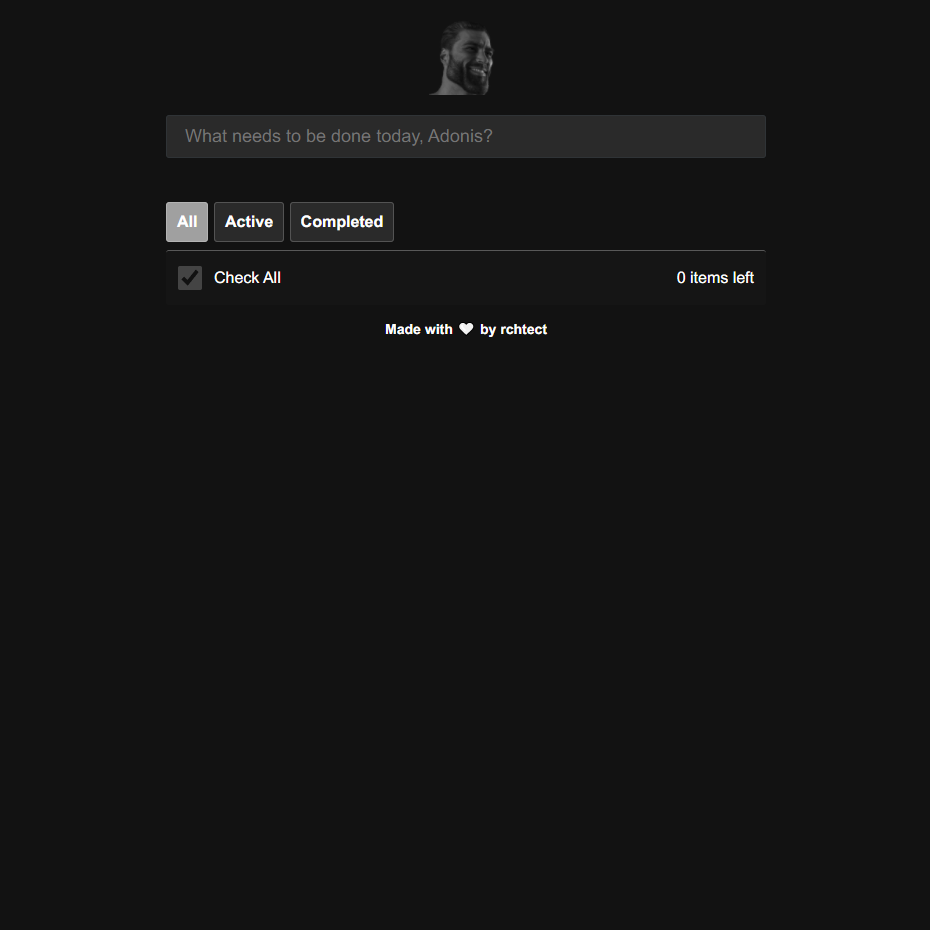 What needs to be done today, Adonis?
All Active Completed
Check All 0 items left
Made with ♥ by rchtect